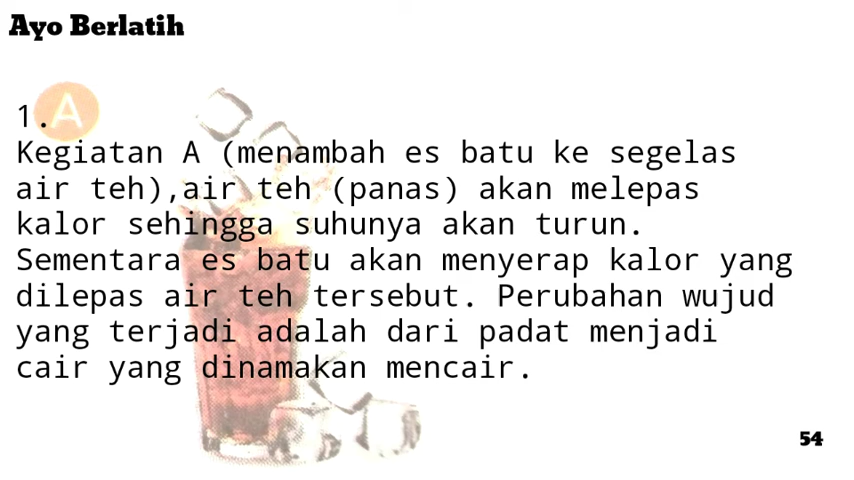 Ayo Berlatih
A
1.
Kegiatan A (menambah es batu ke segelas
air teh),air teh (panas) akan melepas
kalor sehingga suhunya akan turun.
Sementara es batu akan menyerap kalor yang
dilepas air teh tersebut. Perubahan wujud
yang terjadi adalah dari padat menjadi
cair yang dinamakan mencair.
54